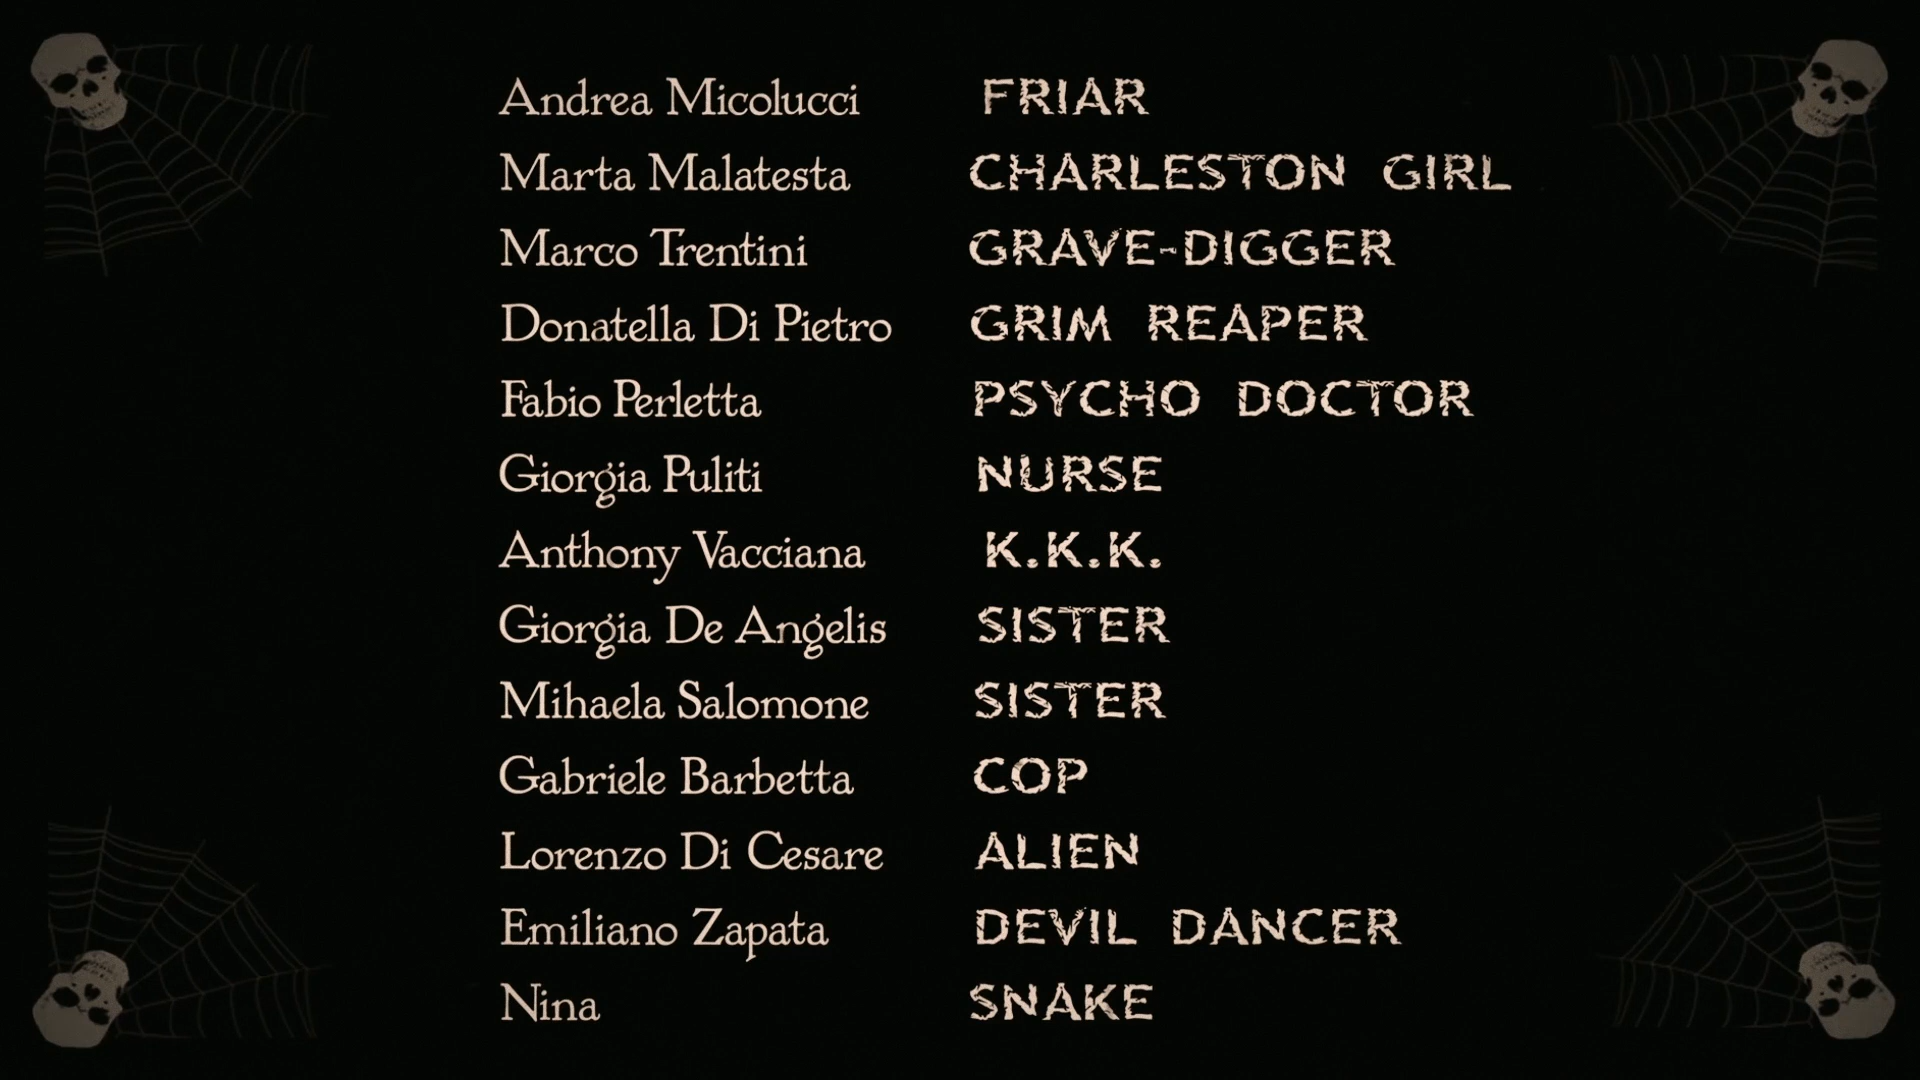 Andrea Micolucci FRIAR
Marta Malatesta CHARLESTON GIRL
Marco Trentini GRAVE-DIGGER
Donatella Di Pietro GRIM REAPER
Fabio Perletta PSYCHO DOCTOR
Giorgia Puliti NURSE
Anthony Vacciana K.K.K.
Giorgia De Angelis SISTER
Mihaela Salomone SISTER
Gabriele Barbetta COP
Lorenzo Di Cesare ALIEN
Emiliano Zapata DEVIL DANCER
Nina SNAKE